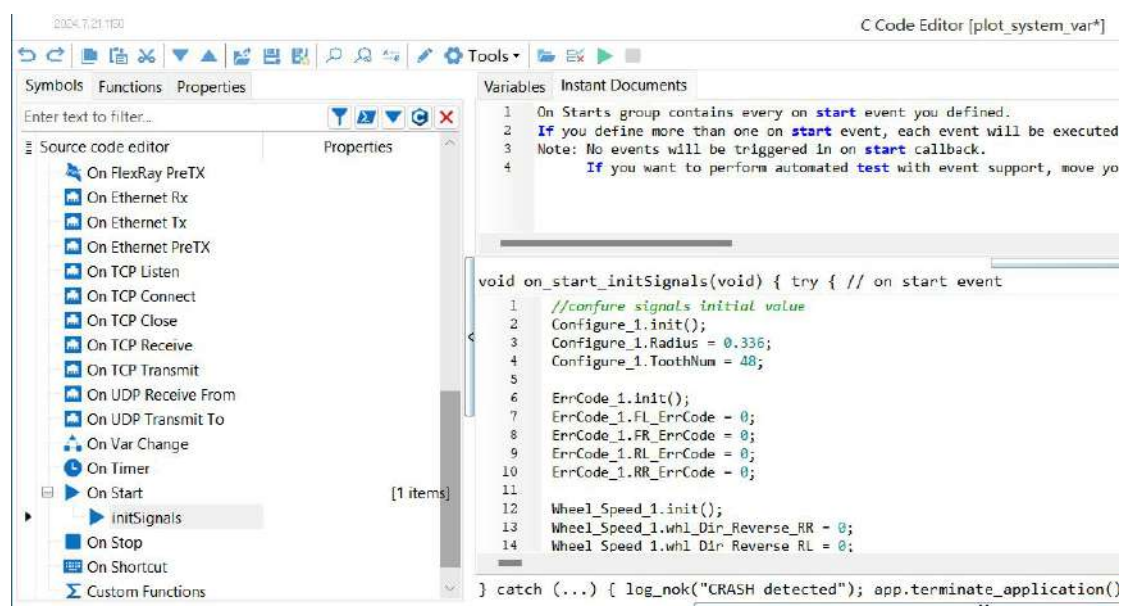 2024.7.21 1150
C Code Editor [plot_system_var*]
Tools
Symbols Functions Properties
Enter text to filter...
Source code editor Properties
On FlexRay PreTX
On Ethernet Rx
On Ethernet Tx
On Ethernet PreTX
On TCP Listen
On TCP Connect
On TCP Close
On TCP Receive
On TCP Transmit
On UDP Receive From
On UDP Transmit To
On Var Change
On Timer
On Start [1 items]
initSignals
On Stop
On Shortcut
Custom Functions
Variables Instant Documents
1 On Starts group contains every on start event you defined.
2 If you define more than one on start event, each event will be executed
3 Note: No events will be triggered in on start callback.
4 If you want to perform automated test with event support, move yo
void on_start_initSignals(void) { try { // on start event
1 //confure signals initial value
2 Configure_1.init();
3 Configure_1.Radius = 0.336;
4 Configure_1.ToothNum = 48;
5
6 ErrCode_1.init();
7 ErrCode_1.FL_ErrCode = 0;
8 ErrCode_1.FR_ErrCode = 0;
9 ErrCode_1.RL_ErrCode = 0;
10 ErrCode_1.RR_ErrCode = 0;
11
12 Wheel_Speed_1.init();
13 Wheel_Speed_1.whl_Dir_Reverse_RR = 0;
14 Wheel_Speed_1.whl_Dir_Reverse_RL = 0;
} catch (...) { log_nok("CRASH detected"); app.terminate_application()